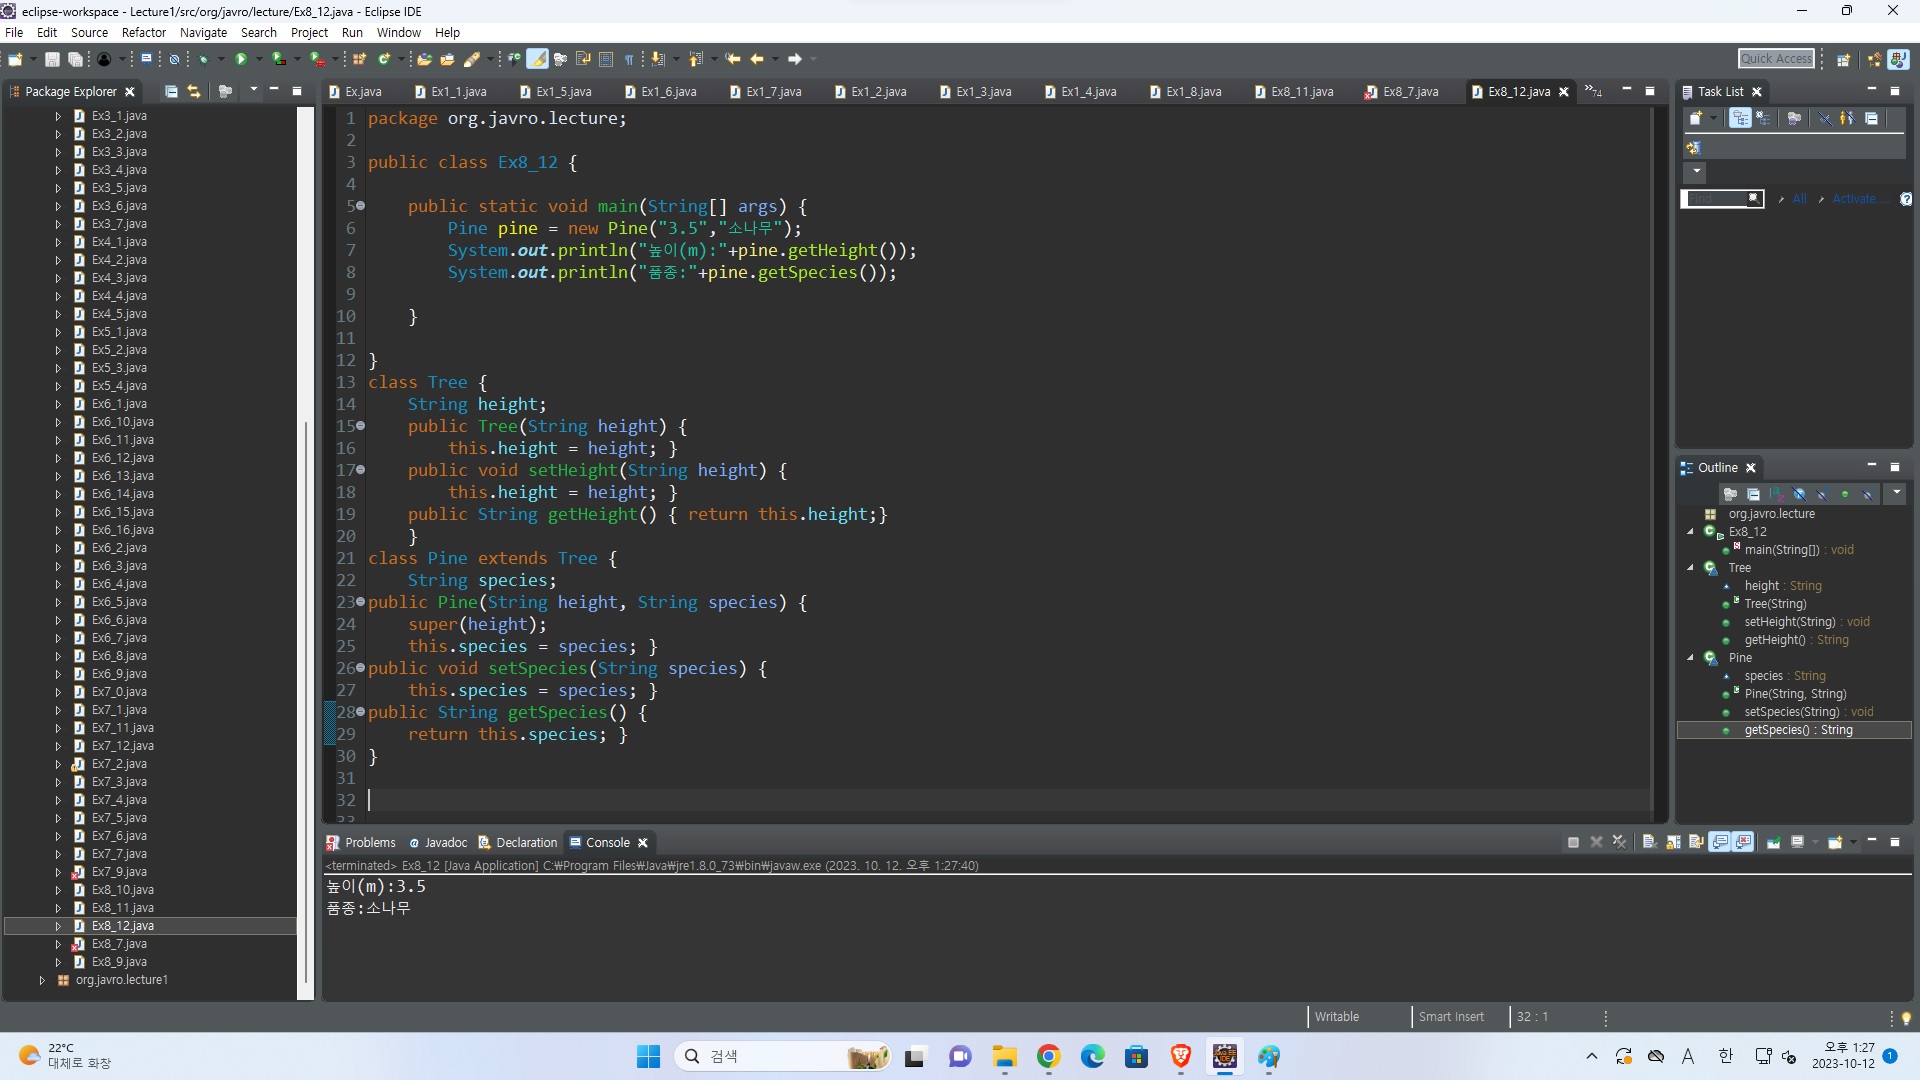 eclipse-workspace - Lecture1/src/org/javro/lecture/Ex8_12.java - Eclipse IDE
File Edit Source Refactor Navigate Search Project Run Window Help
Quick Access
Package Explorer
Ex3_1.java
Ex3_2.java
Ex3_3.java
Ex3_4.java
Ex3_5.java
Ex3_6.java
Ex3_7.java
Ex4_1.java
Ex4_2.java
Ex4_3.java
Ex4_4.java
Ex4_5.java
Ex5_1.java
Ex5_2.java
Ex5_3.java
Ex5_4.java
Ex6_1.java
Ex6_10.java
Ex6_11.java
Ex6_12.java
Ex6_13.java
Ex6_14.java
Ex6_15.java
Ex6_16.java
Ex6_2.java
Ex6_3.java
Ex6_4.java
Ex6_5.java
Ex6_6.java
Ex6_7.java
Ex6_8.java
Ex6_9.java
Ex7_0.java
Ex7_1.java
Ex7_11.java
Ex7_12.java
Ex7_2.java
Ex7_3.java
Ex7_4.java
Ex7_5.java
Ex7_6.java
Ex7_7.java
Ex7_9.java
Ex8_10.java
Ex8_11.java
Ex8_12.java
Ex8_7.java
Ex8_9.java
org.javro.lecture1
Ex.java Ex1_1.java Ex1_5.java Ex1_6.java Ex1_7.java Ex1_2.java Ex1_3.java Ex1_4.java Ex1_8.java Ex8_11.java Ex8_7.java Ex8_12.java »74
1 package org.javro.lecture;
2
3 public class Ex8_12 {
4
5 public static void main(String[] args) {
6 Pine pine = new Pine("3.5","소나무");
7 System.out.println("높이(m):"+pine.getHeight());
8 System.out.println("품종:"+pine.getSpecies());
9
10 }
11
12 }
13 class Tree {
14 String height;
15 public Tree(String height) {
16 this.height = height; }
17 public void setHeight(String height) {
18 this.height = height; }
19 public String getHeight() { return this.height;}
20 }
21 class Pine extends Tree {
22 String species;
23 public Pine(String height, String species) {
24 super(height);
25 this.species = species; }
26 public void setSpecies(String species) {
27 this.species = species; }
28 public String getSpecies() {
29 return this.species; }
30 }
31
32
33
Problems Javadoc Declaration Console
<terminated> Ex8_12 [Java Application] C:₩Program Files₩Java₩jre1.8.0_73₩bin₩javaw.exe (2023. 10. 12. 오후 1:27:40)
높이(m):3.5
품종:소나무
Task List
Find All Activate...
Outline
org.javro.lecture
Ex8_12
main(String[]) : void
Tree
height : String
Tree(String)
setHeight(String) : void
getHeight() : String
Pine
species : String
Pine(String, String)
setSpecies(String) : void
getSpecies() : String
Writable Smart Insert 32 : 1
22°C
대체로 화창
검색
A 한
오후 1:27
2023-10-12
1